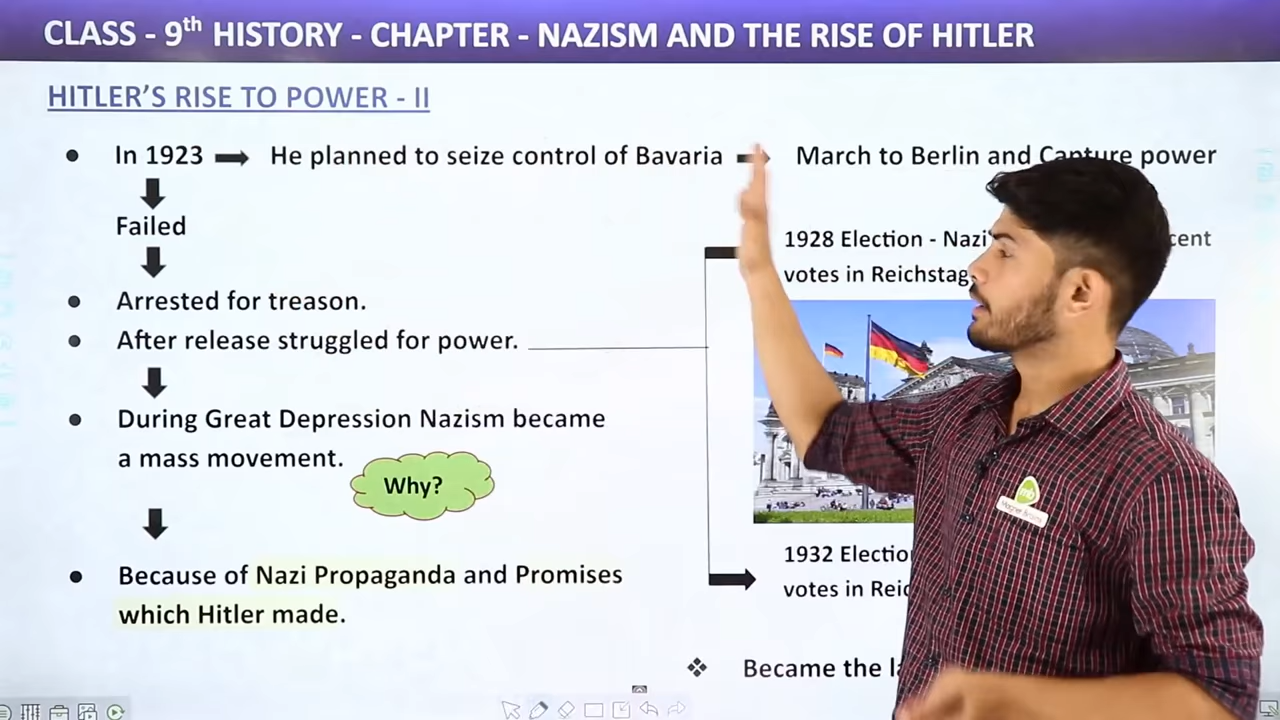 CLASS - 9th HISTORY - CHAPTER - NAZISM AND THE RISE OF HITLER
HITLER'S RISE TO POWER - II
In 1923 He planned to seize control of Bavaria March to Berlin and Capture power
Failed
Arrested for treason.
After release struggled for power.
During Great Depression Nazism became
a mass movement.
Why?
Because of Nazi Propaganda and Promises
which Hitler made.
1928 Election - Nazi
votes in Reichstag
1932 Election
votes in
Became the